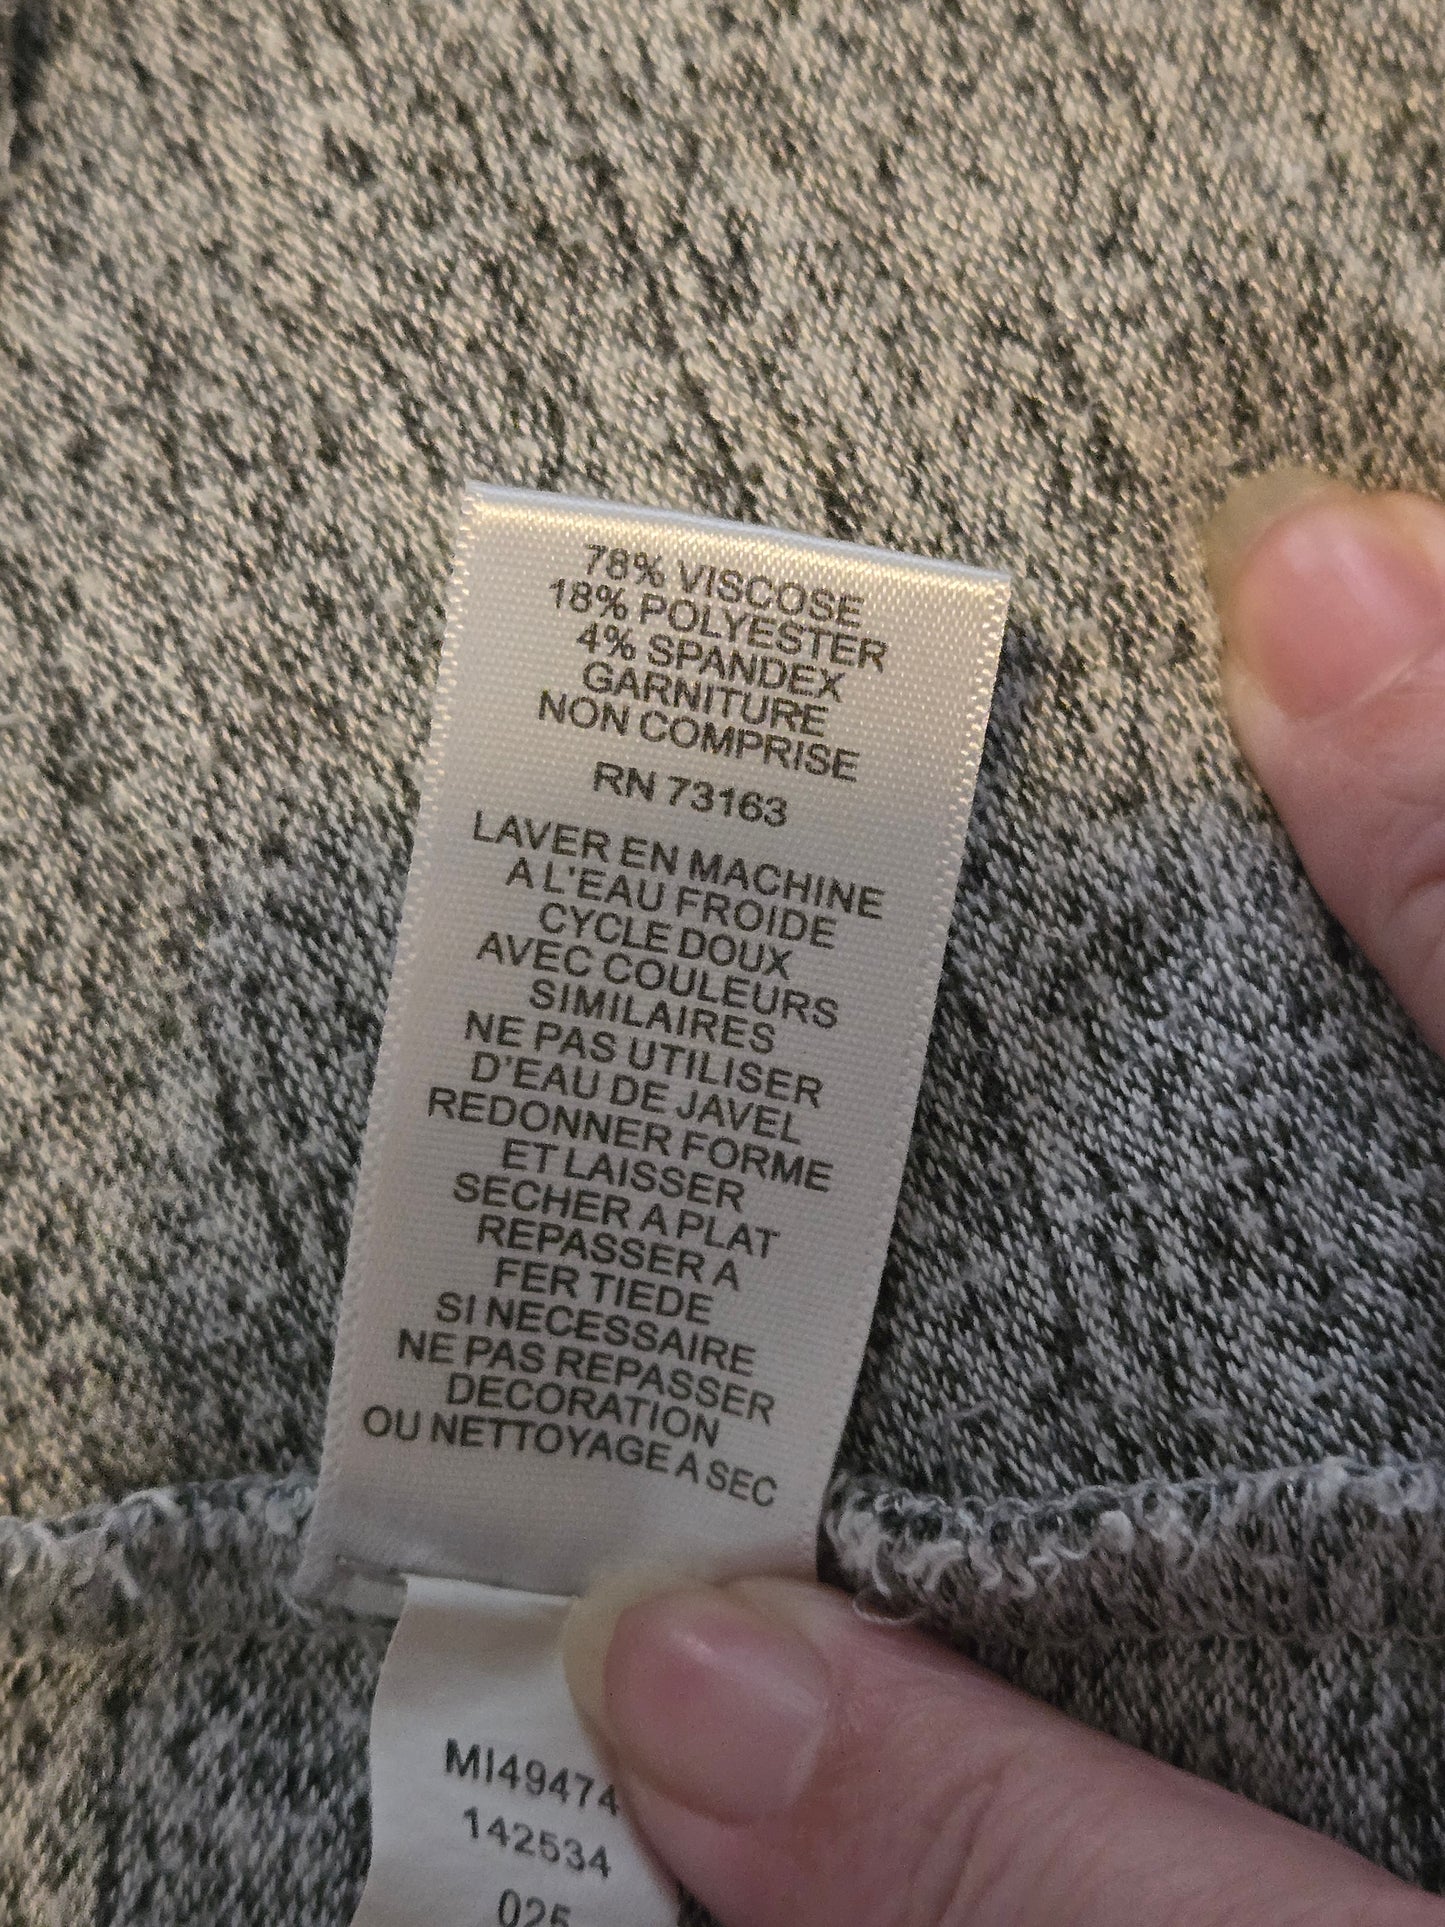 78% VISCOSE
18% POLYESTER
4% SPANDEX
GARNITURE
NON COMPRISE
RN 73163
LAVER EN MACHINE
A L'EAU FROIDE
CYCLE DOUX
AVEC COULEURS
SIMILAIRES
NE PAS UTILISER
D'EAU DE JAVEL
REDONNER FORME
ET LAISSER
SECHER A PLAT
REPASSER A
FER TIEDE
SI NECESSAIRE
NE PAS REPASSER
DECORATION
OU NETTOYAGE A SEC
MI49474
142534
025